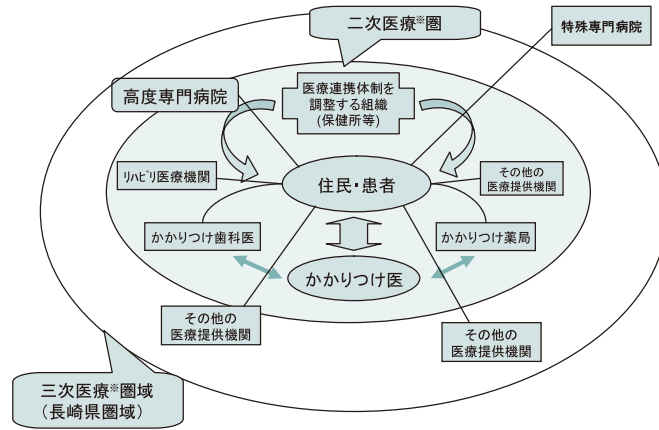 二次医療※圏
特殊専門病院
医療連携体制を
調整する組織
(保健所等)
高度専門病院
リハビリ医療機関
住民・患者
その他の
医療提供機関
かかりつけ歯科医
かかりつけ薬局
かかりつけ医
その他の
医療提供機関
その他の
医療提供機関
三次医療※圏域
（長崎県圏域）